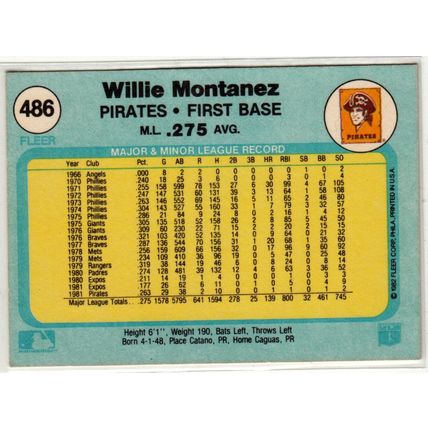 486
FLEER
Willie Montanez
PIRATES • FIRST BASE
M.L. .275 AVG.
PIRATES
MAJOR & MINOR LEAGUE RECORD
Year Club Pct. G AB R H 2B 3B HR RBI SB BB SO
1966 Angels .000 8 2 2 0 0 0 0 0 1 0 2
1970 Phillies .240 18 25 3 6 0 0 0 3 0 1 4
1971 Phillies .255 158 599 78 153 27 6 30 99 4 67 105
1972 Phillies .247 147 531 60 131 39 3 13 64 1 58 108
1973 Phillies .263 146 552 69 145 16 5 11 65 2 46 80
1974 Phillies .304 143 527 55 160 33 1 7 79 3 32 57
1975 Phillies .286 21 84 9 24 8 0 2 16 1 4 12
1975 Giants .305 135 518 52 158 26 2 8 85 5 45 50
1976 Giants .309 60 230 22 71 15 2 2 20 2 15 15
1976 Braves .321 103 420 52 135 14 0 9 64 0 21 32
1977 Braves .287 136 544 70 156 31 1 20 68 1 35 60
1978 Mets .256 159 609 66 156 32 0 17 96 9 60 92
1979 Mets .234 109 410 36 96 19 0 5 47 0 25 48
1979 Rangers .319 38 144 19 46 6 0 8 24 0 8 14
1980 Padres .274 128 481 39 132 12 4 6 63 3 36 52
1980 Expos .211 14 19 1 4 0 0 0 1 0 3 3
1981 Expos .177 26 62 6 11 0 1 0 5 0 4 9
1981 Pirates .263 29 38 2 10 0 0 1 1 0 1 2
Major League Totals .275 1578 5795 641 1594 278 25 139 800 32 461 745
Height 6'1", Weight 190, Bats Left, Throws Left
Born 4-1-48, Place Catano, PR, Home Caguas, PR
©1982 FLEER CORP. PHILA., PA. PRINTED IN U.S.A.